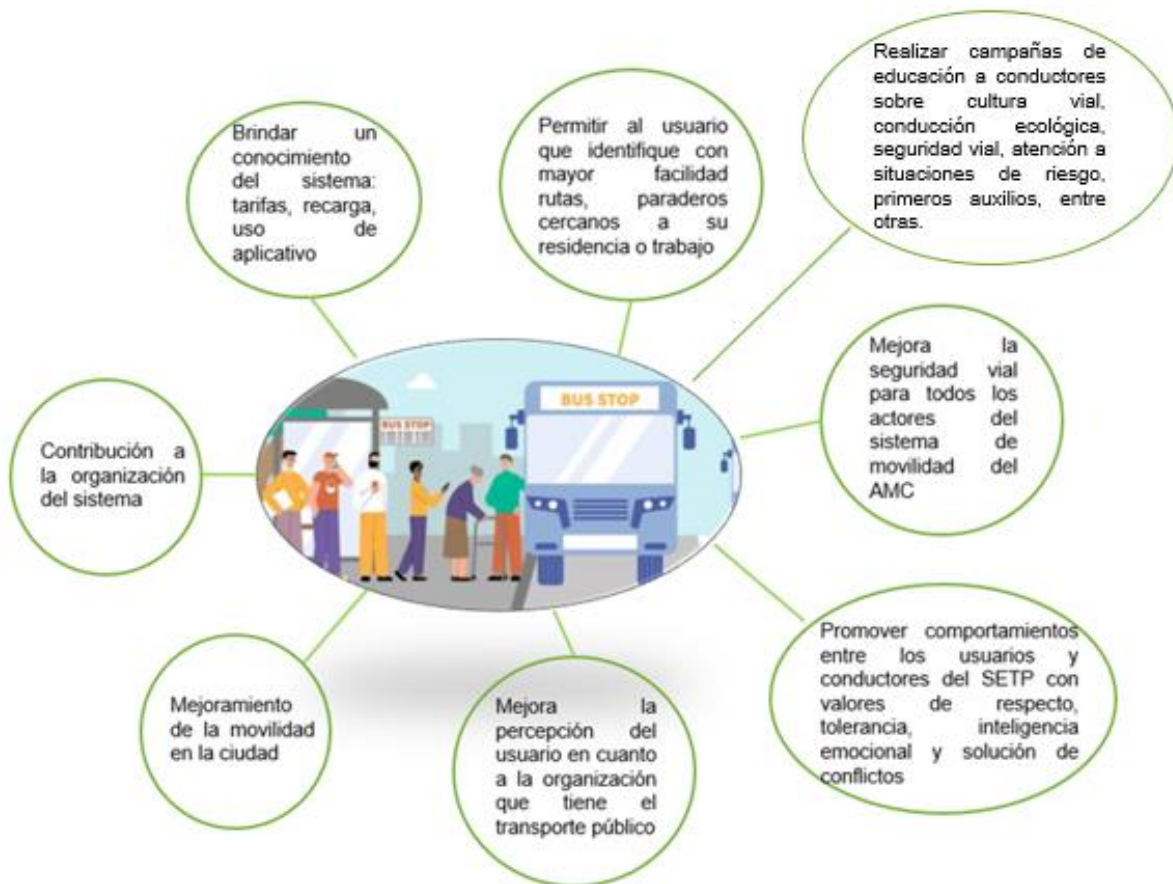 Realizar campañas de
educación a conductores
sobre cultura vial,
conducción ecológica,
seguridad vial, atención a
situaciones de riesgo,
primeros auxilios, entre
otras.
Brindar un
conocimiento
del sistema:
tarifas, recarga,
uso de
aplicativo
Permitir al usuario
que identifique con
mayor facilidad
rutas, paraderos
cercanos a su
residencia o trabajo
Mejora la
seguridad vial
para todos los
actores del
sistema de
movilidad del
AMC
BUS STOP
BUS STOP
Contribución a
la organización
del sistema
Promover comportamientos
entre los usuarios y
conductores del SETP con
valores de respeto,
tolerancia, inteligencia
emocional y solución de
conflictos
Mejoramiento
de la movilidad
en la ciudad
Mejora la
percepción del
usuario en cuanto
a la organización
que tiene el
transporte público